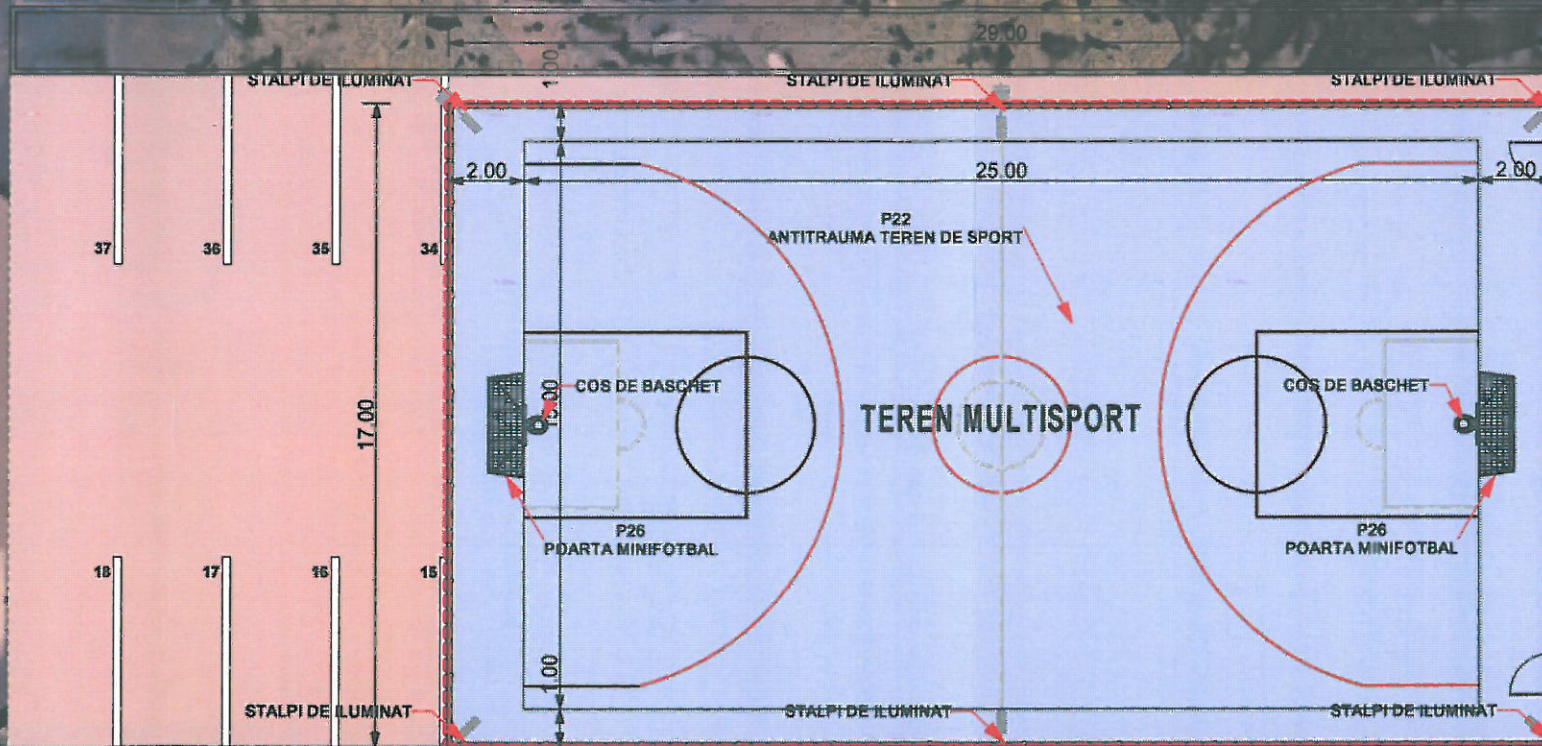 29.00
1.00
STALPI DE ILUMINAT
STALPI DE ILUMINAT
STALPI DE ILUMINAT
2.00
25.00
2.00
P22
ANTITRAUMA TEREN DE SPORT
37
36
35
34
17.00
15.00
COS DE BASCHET
TEREN MULTISPORT
COS DE BASCHET
P26
POARTA MINIFOTBAL
P26
POARTA MINIFOTBAL
18
17
16
15
1.00
STALPI DE ILUMINAT
STALPI DE ILUMINAT
STALPI DE ILUMINAT